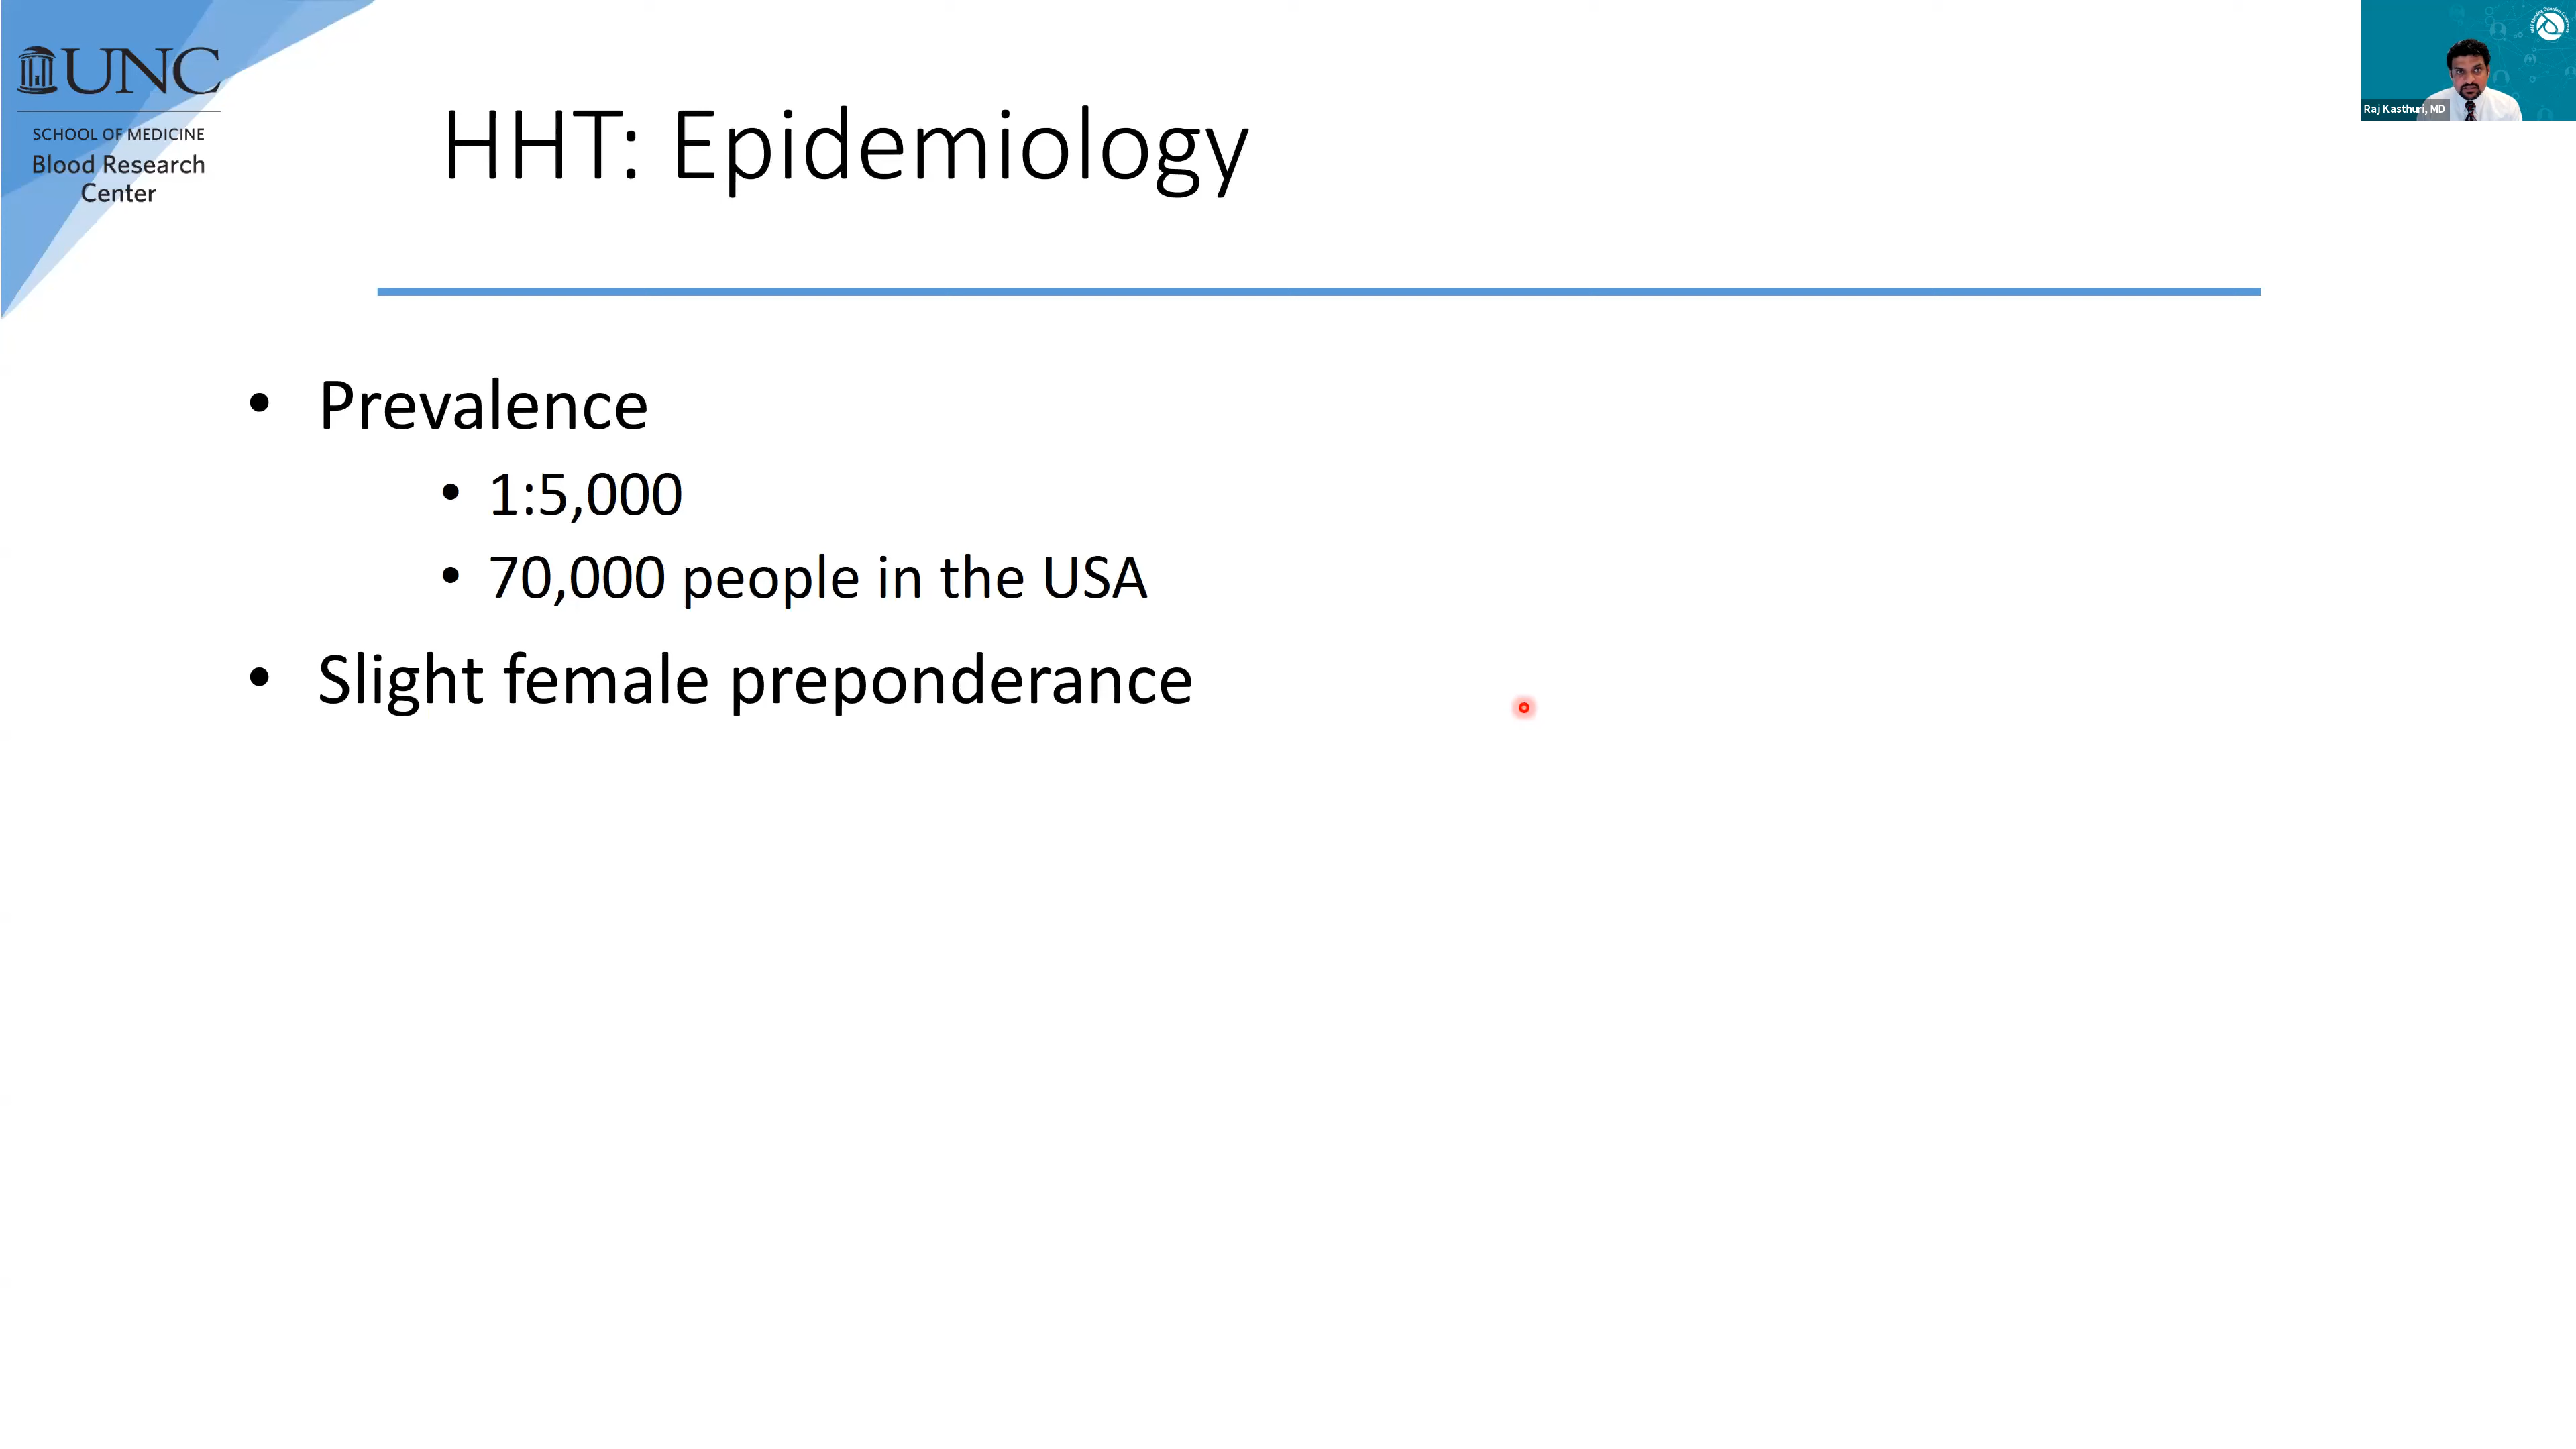 UNC
SCHOOL OF MEDICINE
Blood Research
Center
HHT: Epidemiology
Raj Kasthuri, MD
• Prevalence
• 1:5,000
• 70,000 people in the USA
• Slight female preponderance